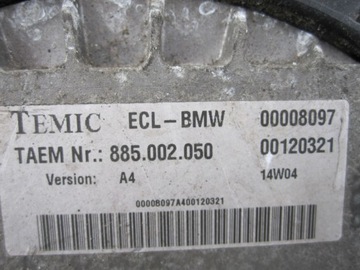 TEMIC ECL-BMW 00008097
TAEM Nr.: 885.002.050 00120321
Version: A4 14W04
00008097A400120321